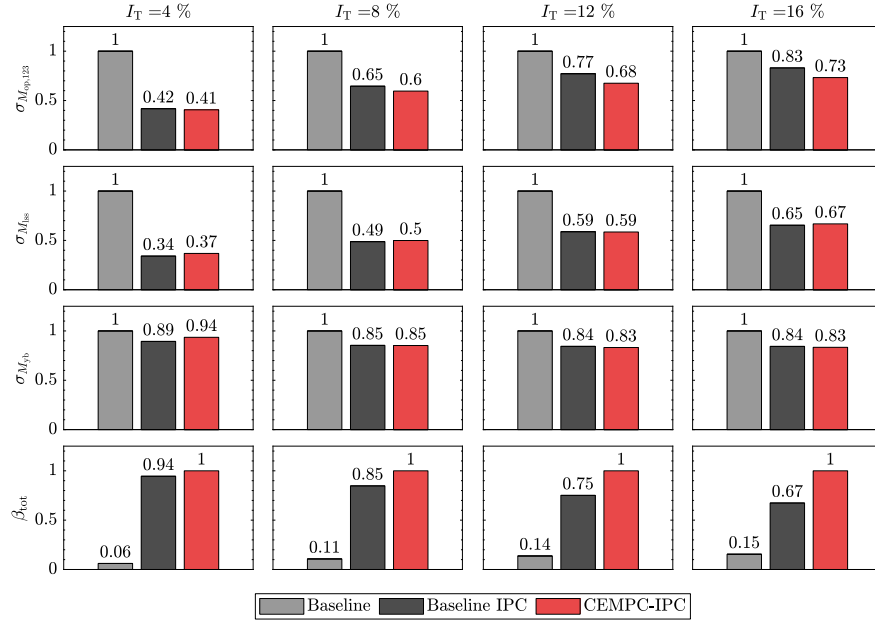 I_T =4 % I_T =8 % I_T =12 % I_T =16 %
σ_{M_{op,123}}
1 0.5 0
1 0.42 0.41
1 0.65 0.6
1 0.77 0.68
1 0.83 0.73
σ_{M_{lss}}
1 0.5 0
1 0.34 0.37
1 0.49 0.5
1 0.59 0.59
1 0.65 0.67
σ_{M_{yb}}
1 0.5 0
1 0.89 0.94
1 0.85 0.85
1 0.84 0.83
1 0.84 0.83
β_{tot}
1 0.5 0
0.06 0.94 1
0.11 0.85 1
0.14 0.75 1
0.15 0.67 1
Baseline Baseline IPC CEMPC-IPC